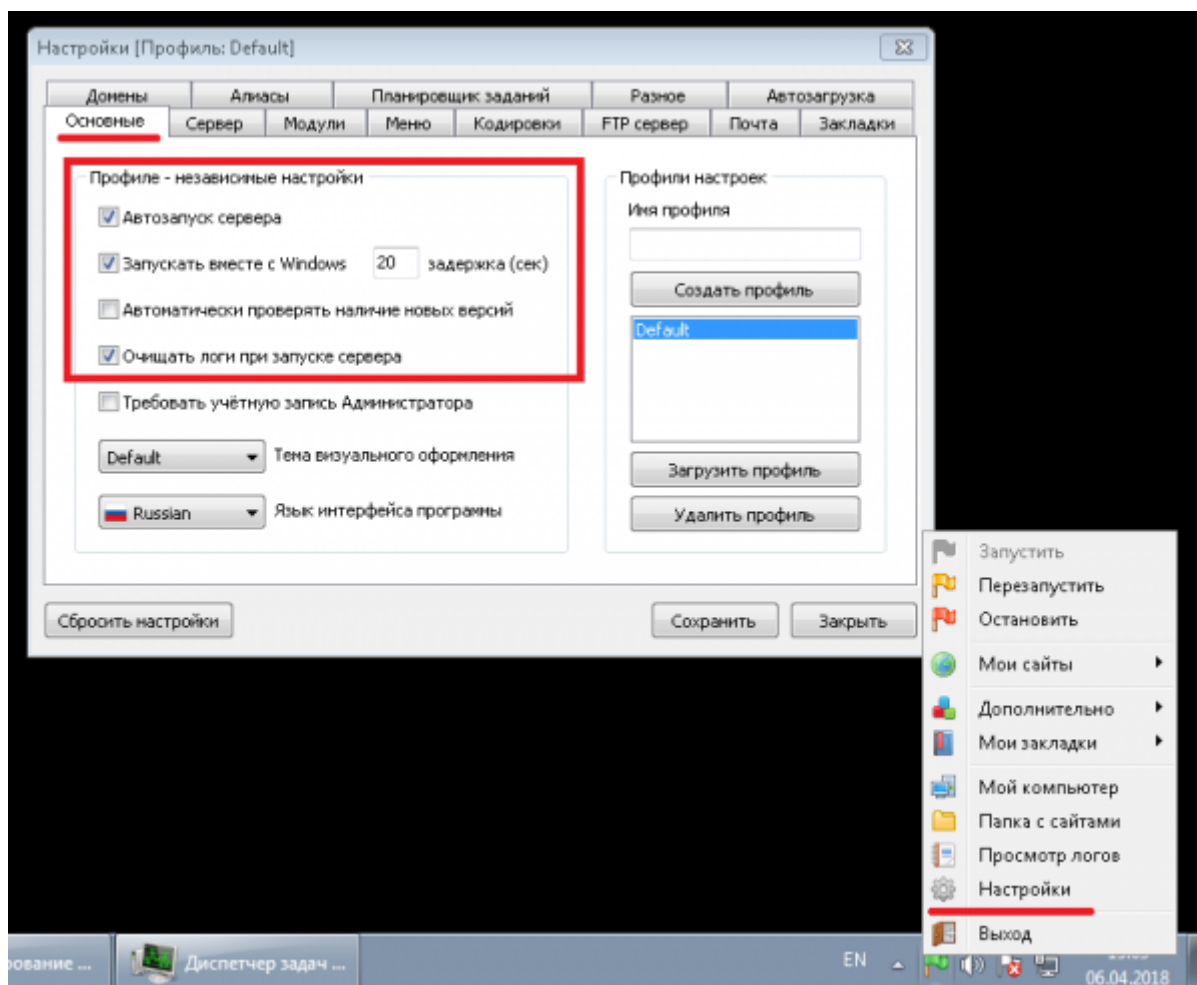 Настройки [Профиль: Default]
Домены Алиасы Планировщик заданий Разное Автозагрузка
Основные Сервер Модули Меню Кодировки FTP сервер Почта Закладки
Профиле - независимые настройки
Автозапуск сервера
Запускать вместе с Windows 20 задержка (сек)
Автоматически проверять наличие новых версий
Очищать логи при запуске сервера
Требовать учётную запись Администратора
Default Тема визуального оформления
Russian Язык интерфейса программы
Профили настроек
Имя профиля
Создать профиль
Default
Загрузить профиль
Удалить профиль
Сбросить настройки Сохранить Закрыть
Запустить
Перезапустить
Остановить
Мои сайты
Дополнительно
Мои закладки
Мой компьютер
Папка с сайтами
Просмотр логов
Настройки
Выход
рование ... Диспетчер задач ... EN
06.04.2018